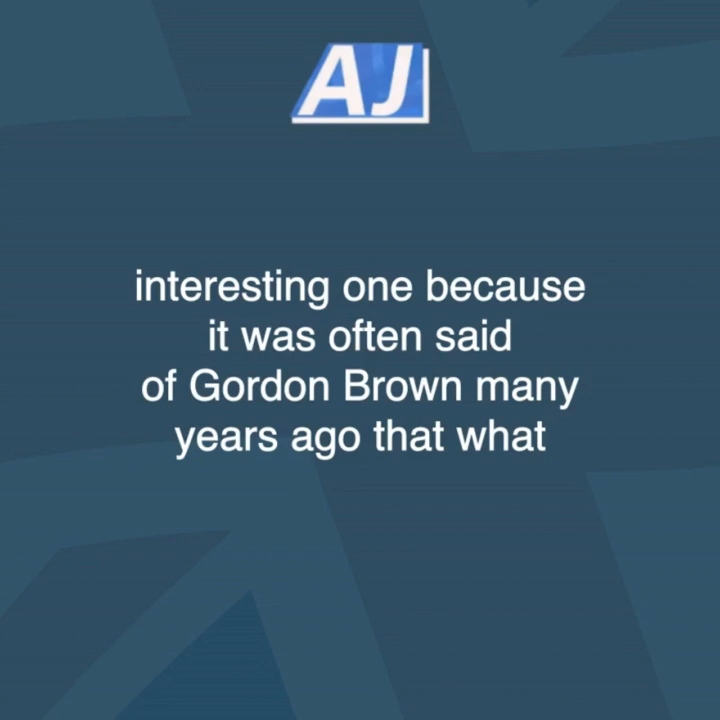 AJ
interesting one because
it was often said
of Gordon Brown many
years ago that what